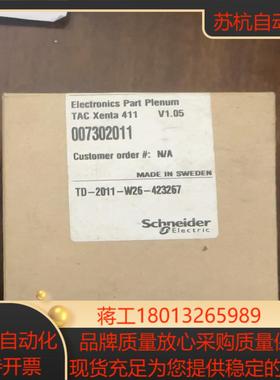 苏杭自动化
Electronics Part Plenum
TAC Xenta 411 V1.05
007302011
Customer order #: N/A
MADE IN SWEDEN
TD-2011-W26-423267
Schneider
Electric
蒋工18013265989
自动化 质量放心采购质量
开票 现货充足为您提供稳定的